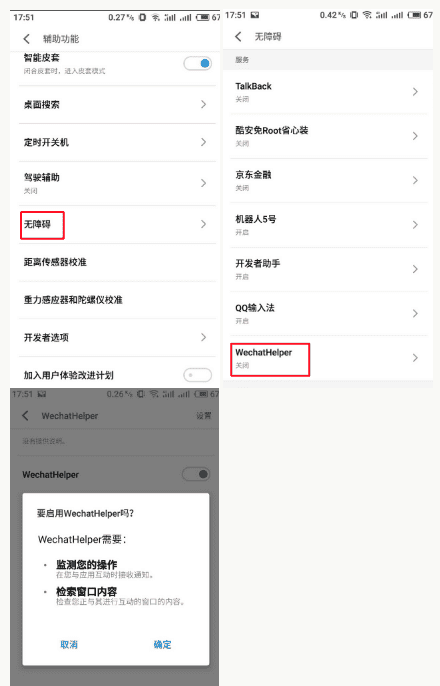 17:51 0.27% 67
辅助功能
智能皮套
闭合皮套时，进入皮套模式
桌面搜索
定时开关机
驾驶辅助
关闭
无障碍
距离传感器校准
重力感应器和陀螺仪校准
开发者选项
加入用户体验改进计划
17:51 0.42% 67
无障碍
服务
TalkBack
关闭
酷安免Root省心装
关闭
京东金融
关闭
机器人5号
开启
开发者助手
开启
QQ输入法
开启
WechatHelper
关闭
17:51 0.26% 67
WechatHelper
设置
没有提供说明。
WechatHelper
要启用WechatHelper吗?
WechatHelper需要：
· 监测您的操作
在您与应用互动时接收通知。
· 检索窗口内容
检查您正与其进行互动的窗口的内容。
取消 确定